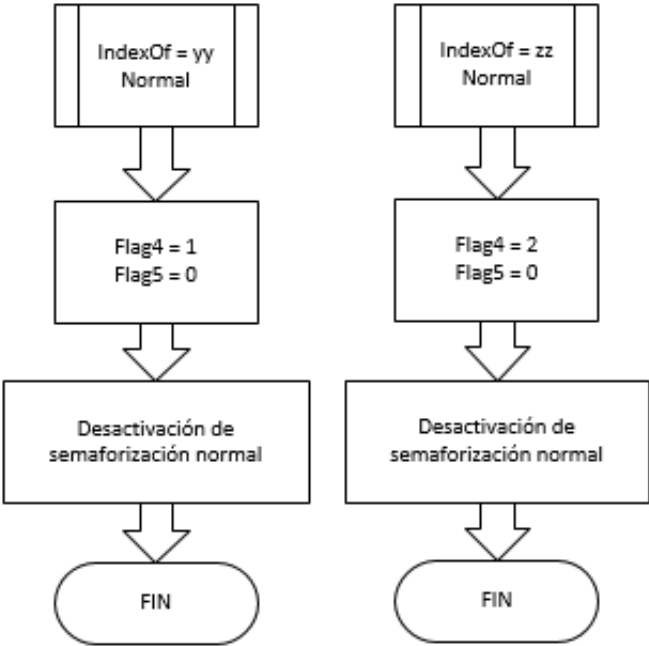 IndexOf = yy
Normal
Flag4 = 1
Flag5 = 0
Desactivación de
semaforización normal
FIN
IndexOf = zz
Normal
Flag4 = 2
Flag5 = 0
Desactivación de
semaforización normal
FIN